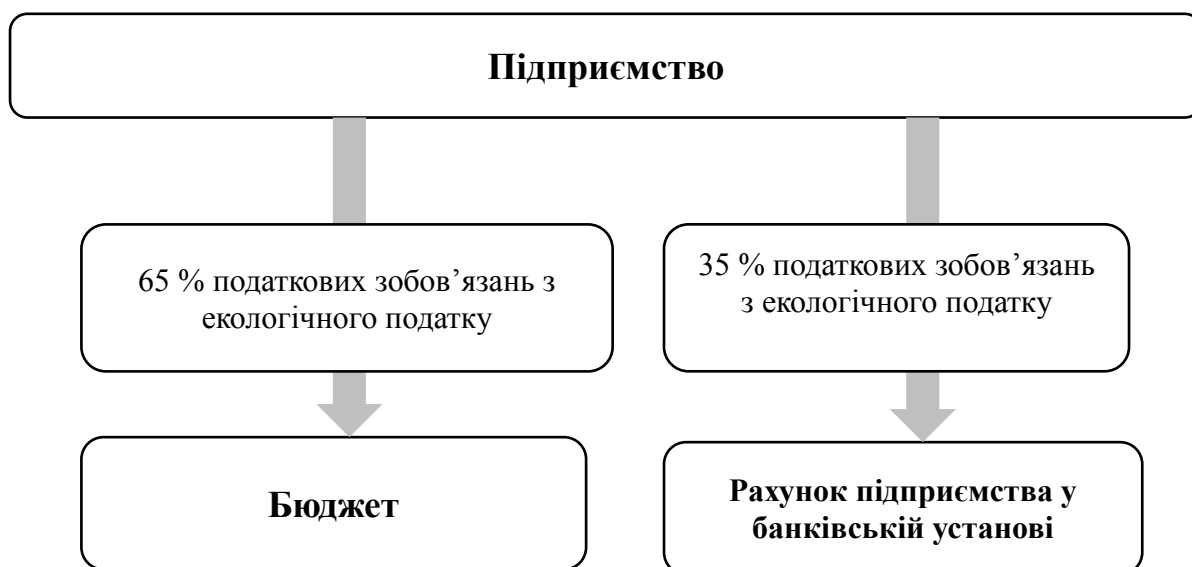 Підприємство
65 % податкових зобов’язань з
екологічного податку
35 % податкових зобов’язань
з екологічного податку
Бюджет
Рахунок підприємства у
банківській установі